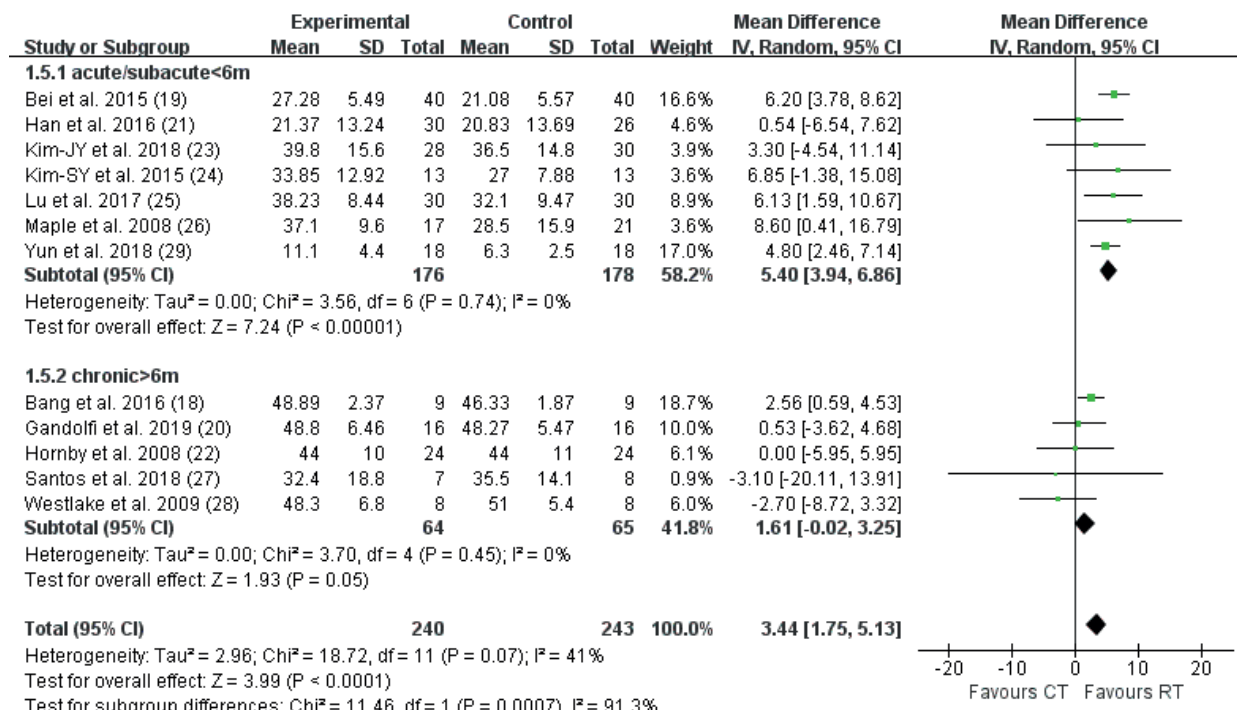 Experimental Control Mean Difference Mean Difference
Study or Subgroup Mean SD Total Mean SD Total Weight IV, Random, 95% CI IV, Random, 95% CI
1.5.1 acute/subacute<6m
Bei et al. 2015 (19) 27.28 5.49 40 21.08 5.57 40 16.6% 6.20 [3.78, 8.62]
Han et al. 2016 (21) 21.37 13.24 30 20.83 13.69 26 4.6% 0.54 [-6.54, 7.62]
Kim-JY et al. 2018 (23) 39.8 15.6 28 36.5 14.8 30 3.9% 3.30 [-4.54, 11.14]
Kim-SY et al. 2015 (24) 33.85 12.92 13 27 7.88 13 3.6% 6.85 [-1.38, 15.08]
Lu et al. 2017 (25) 38.23 8.44 30 32.1 9.47 30 8.9% 6.13 [1.59, 10.67]
Maple et al. 2008 (26) 37.1 9.6 17 28.5 15.9 21 3.6% 8.60 [0.41, 16.79]
Yun et al. 2018 (29) 11.1 4.4 18 6.3 2.5 18 17.0% 4.80 [2.46, 7.14]
Subtotal (95% CI) 176 178 58.2% 5.40 [3.94, 6.86]
Heterogeneity: Tau² = 0.00; Chi² = 3.56, df = 6 (P = 0.74); I² = 0%
Test for overall effect: Z = 7.24 (P < 0.00001)
1.5.2 chronic>6m
Bang et al. 2016 (18) 48.89 2.37 9 46.33 1.87 9 18.7% 2.56 [0.59, 4.53]
Gandolfi et al. 2019 (20) 48.8 6.46 16 48.27 5.47 16 10.0% 0.53 [-3.62, 4.68]
Hornby et al. 2008 (22) 44 10 24 44 11 24 6.1% 0.00 [-5.95, 5.95]
Santos et al. 2018 (27) 32.4 18.8 7 35.5 14.1 8 0.9% -3.10 [-20.11, 13.91]
Westlake et al. 2009 (28) 48.3 6.8 8 51 5.4 8 6.0% -2.70 [-8.72, 3.32]
Subtotal (95% CI) 64 65 41.8% 1.61 [-0.02, 3.25]
Heterogeneity: Tau² = 0.00; Chi² = 3.70, df = 4 (P = 0.45); I² = 0%
Test for overall effect: Z = 1.93 (P = 0.05)
Total (95% CI) 240 243 100.0% 3.44 [1.75, 5.13]
Heterogeneity: Tau² = 2.96; Chi² = 18.72, df = 11 (P = 0.07); I² = 41%
Test for overall effect: Z = 3.99 (P < 0.0001)
Test for subgroup differences: Chi² = 11.46, df = 1 (P = 0.0007), I² = 91.3%
-20 -10 0 10 20
Favours CT Favours RT